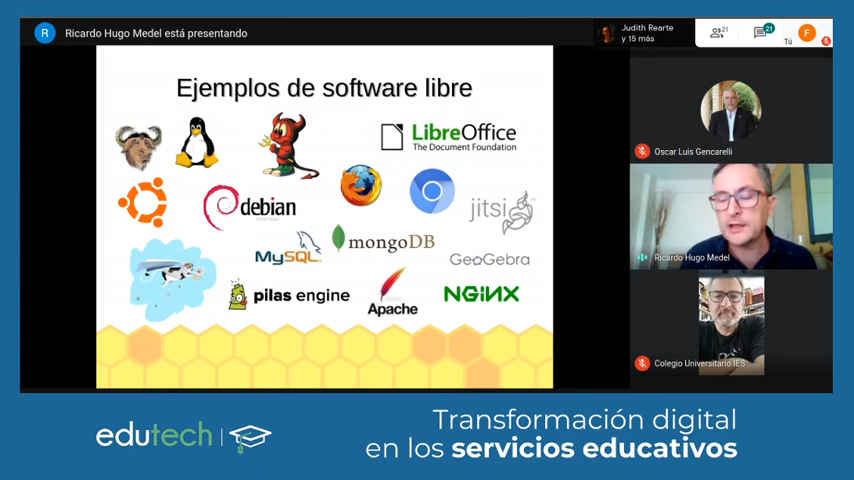 R Ricardo Hugo Medel está presentando
Judith Rearte
y 15 más
21
21
Tú
F
Ejemplos de software libre
LibreOffice
The Document Foundation
debian
jitsi
MySQL
mongoDB
GeoGebra
pilas engine
Apache
NGINX
Oscar Luis Gencarelli
Ricardo Hugo Medel
Colegio Universitario IES
edutech
Transformación digital
en los servicios educativos